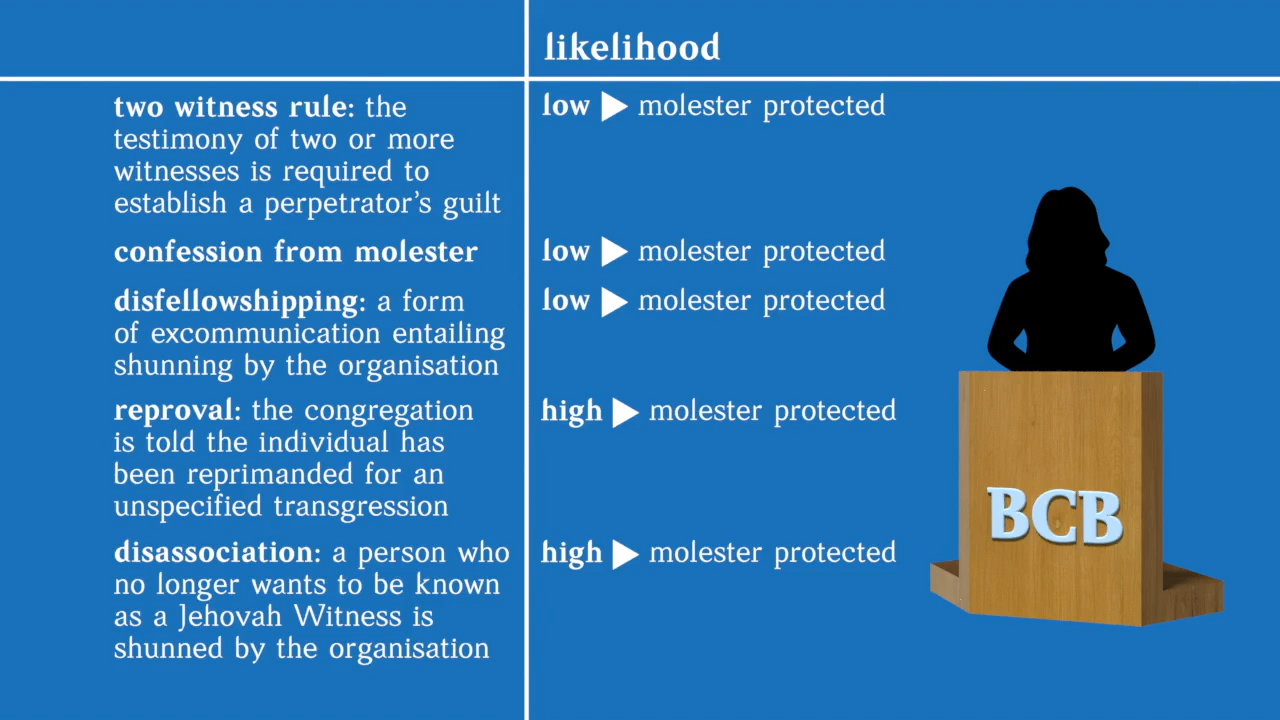 likelihood
two witness rule: the
testimony of two or more
witnesses is required to
establish a perpetrator's guilt
low ▶ molester protected
confession from molester
low ▶ molester protected
disfellowshipping: a form
of excommunication entailing
shunning by the organisation
low ▶ molester protected
reproval: the congregation
is told the individual has
been reprimanded for an
unspecified transgression
high ▶ molester protected
disassociation: a person who
no longer wants to be known
as a Jehovah Witness is
shunned by the organisation
high ▶ molester protected
BCB